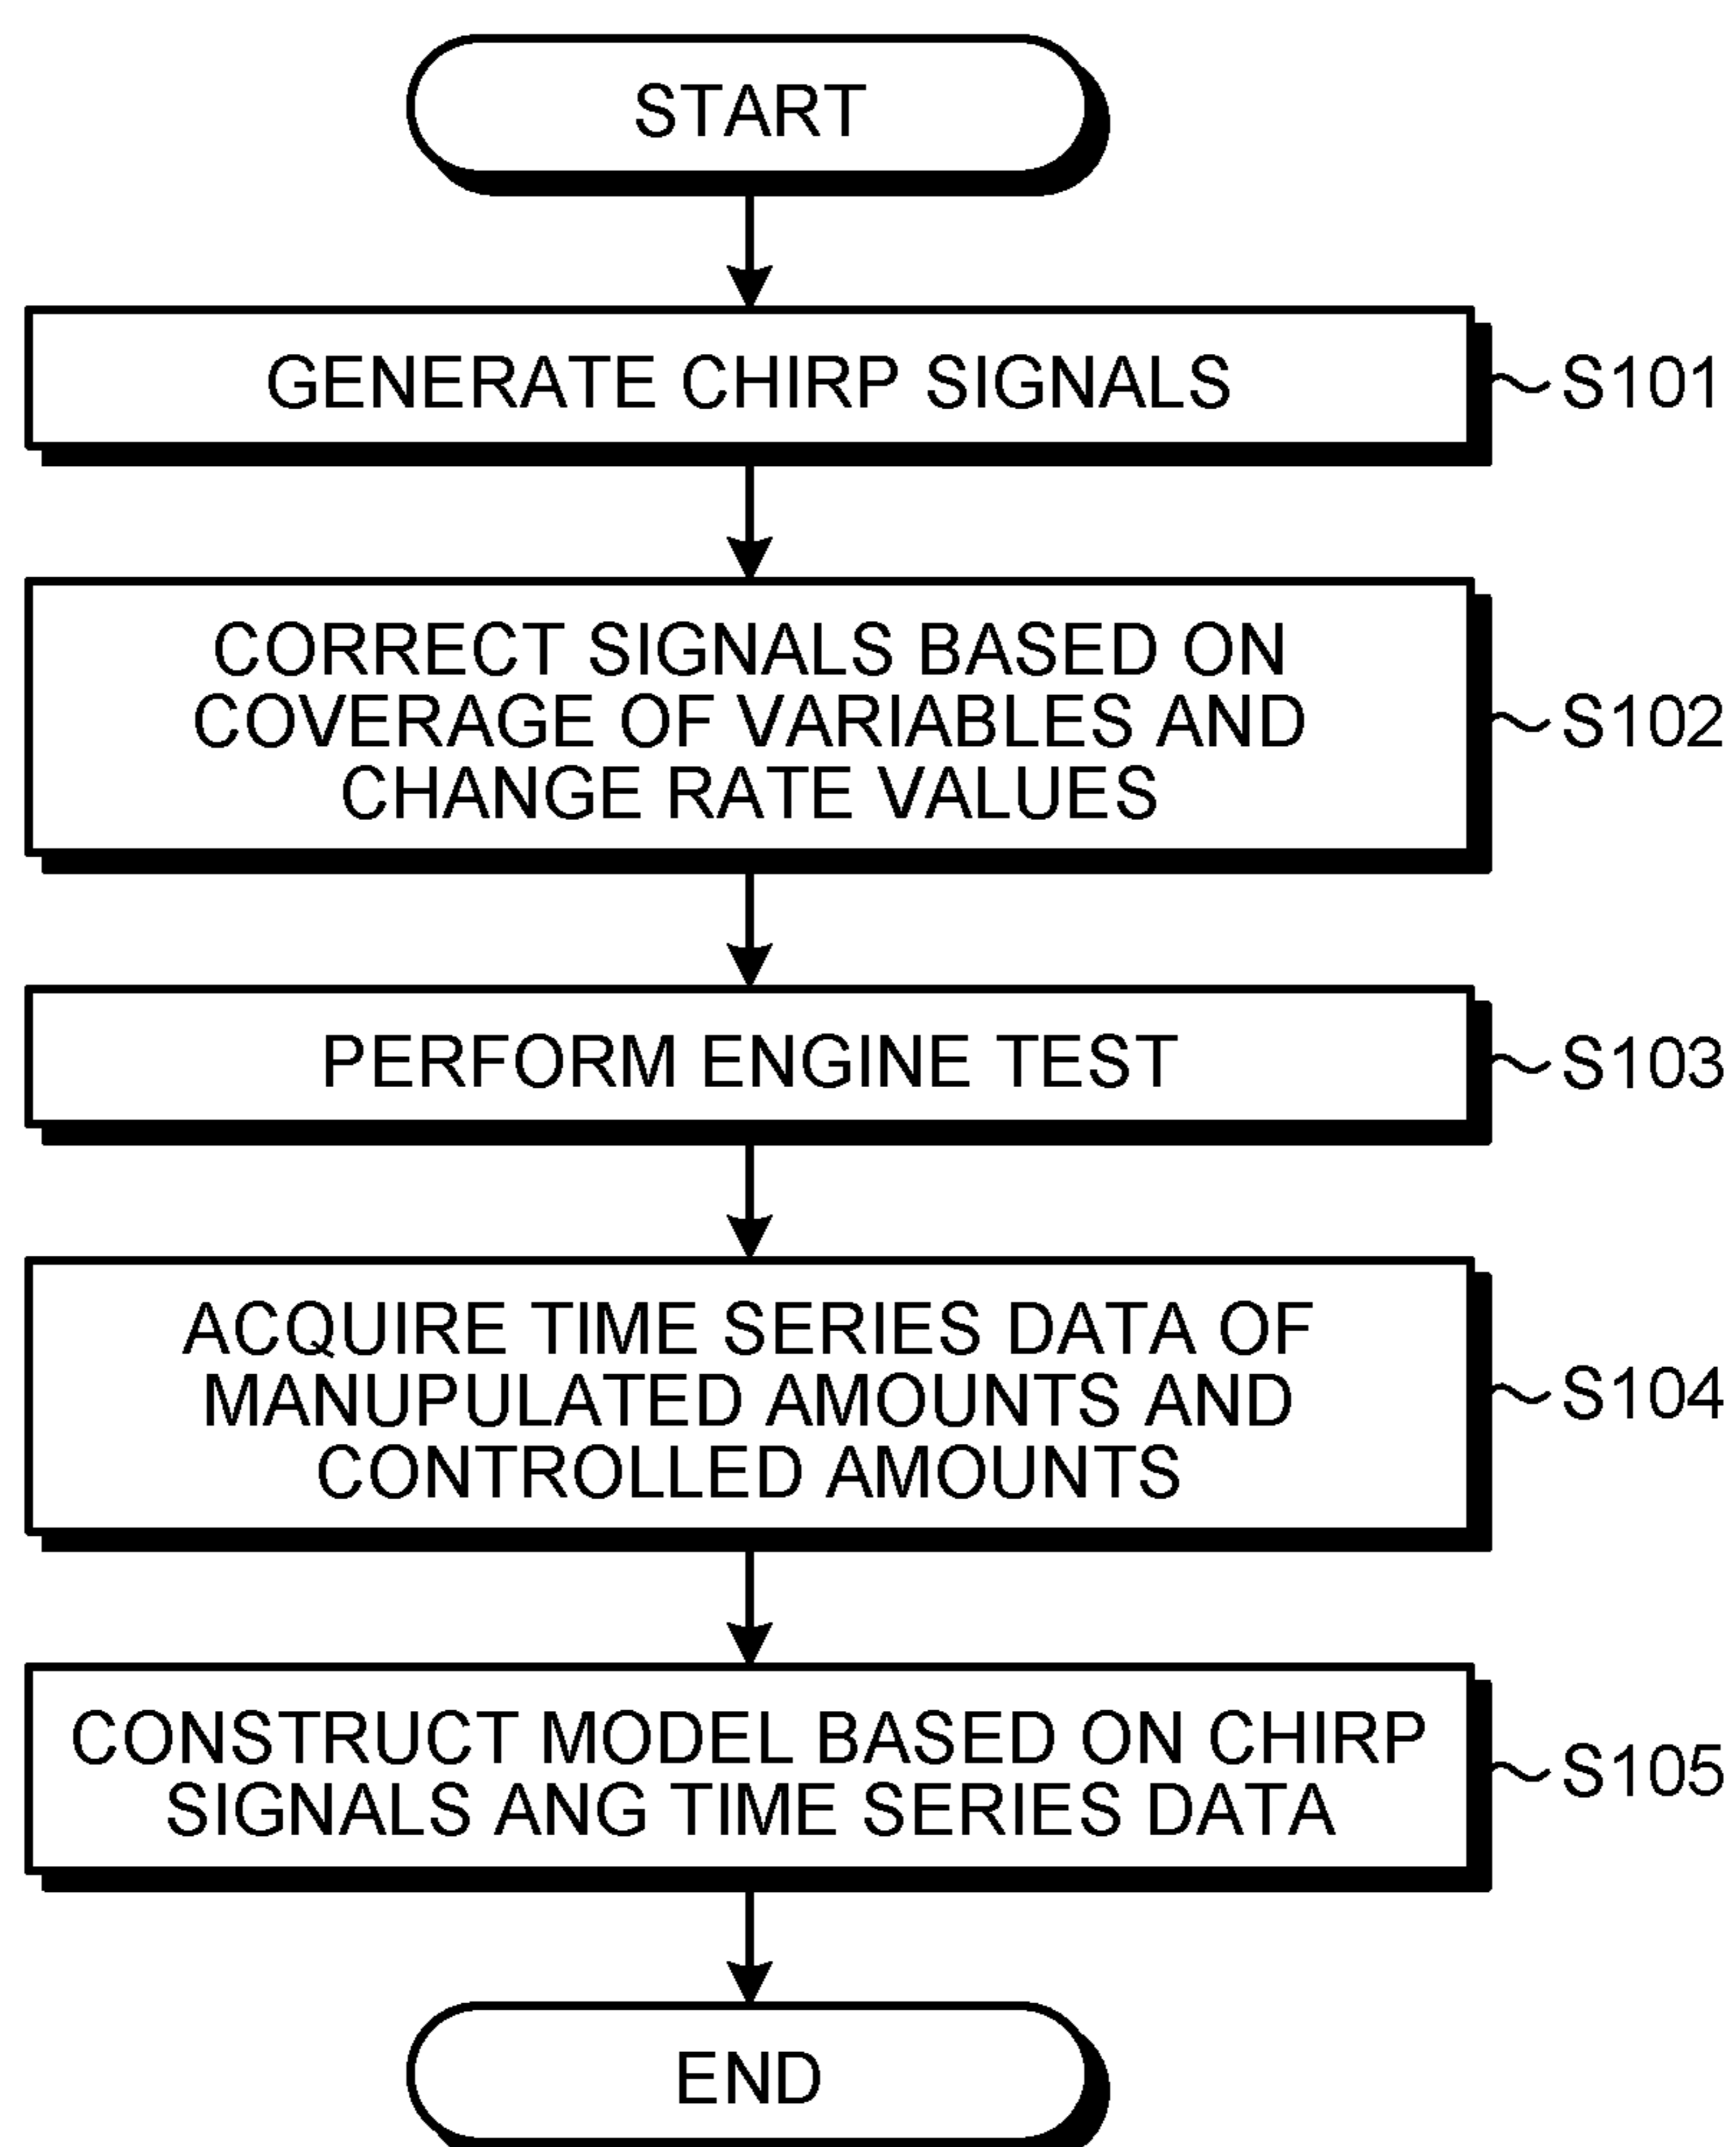 START
GENERATE CHIRP SIGNALS
S101
CORRECT SIGNALS BASED ON
COVERAGE OF VARIABLES AND
CHANGE RATE VALUES
S102
PERFORM ENGINE TEST
S103
ACQUIRE TIME SERIES DATA OF
MANUPULATED AMOUNTS AND
CONTROLLED AMOUNTS
S104
CONSTRUCT MODEL BASED ON CHIRP
SIGNALS ANG TIME SERIES DATA
S105
END